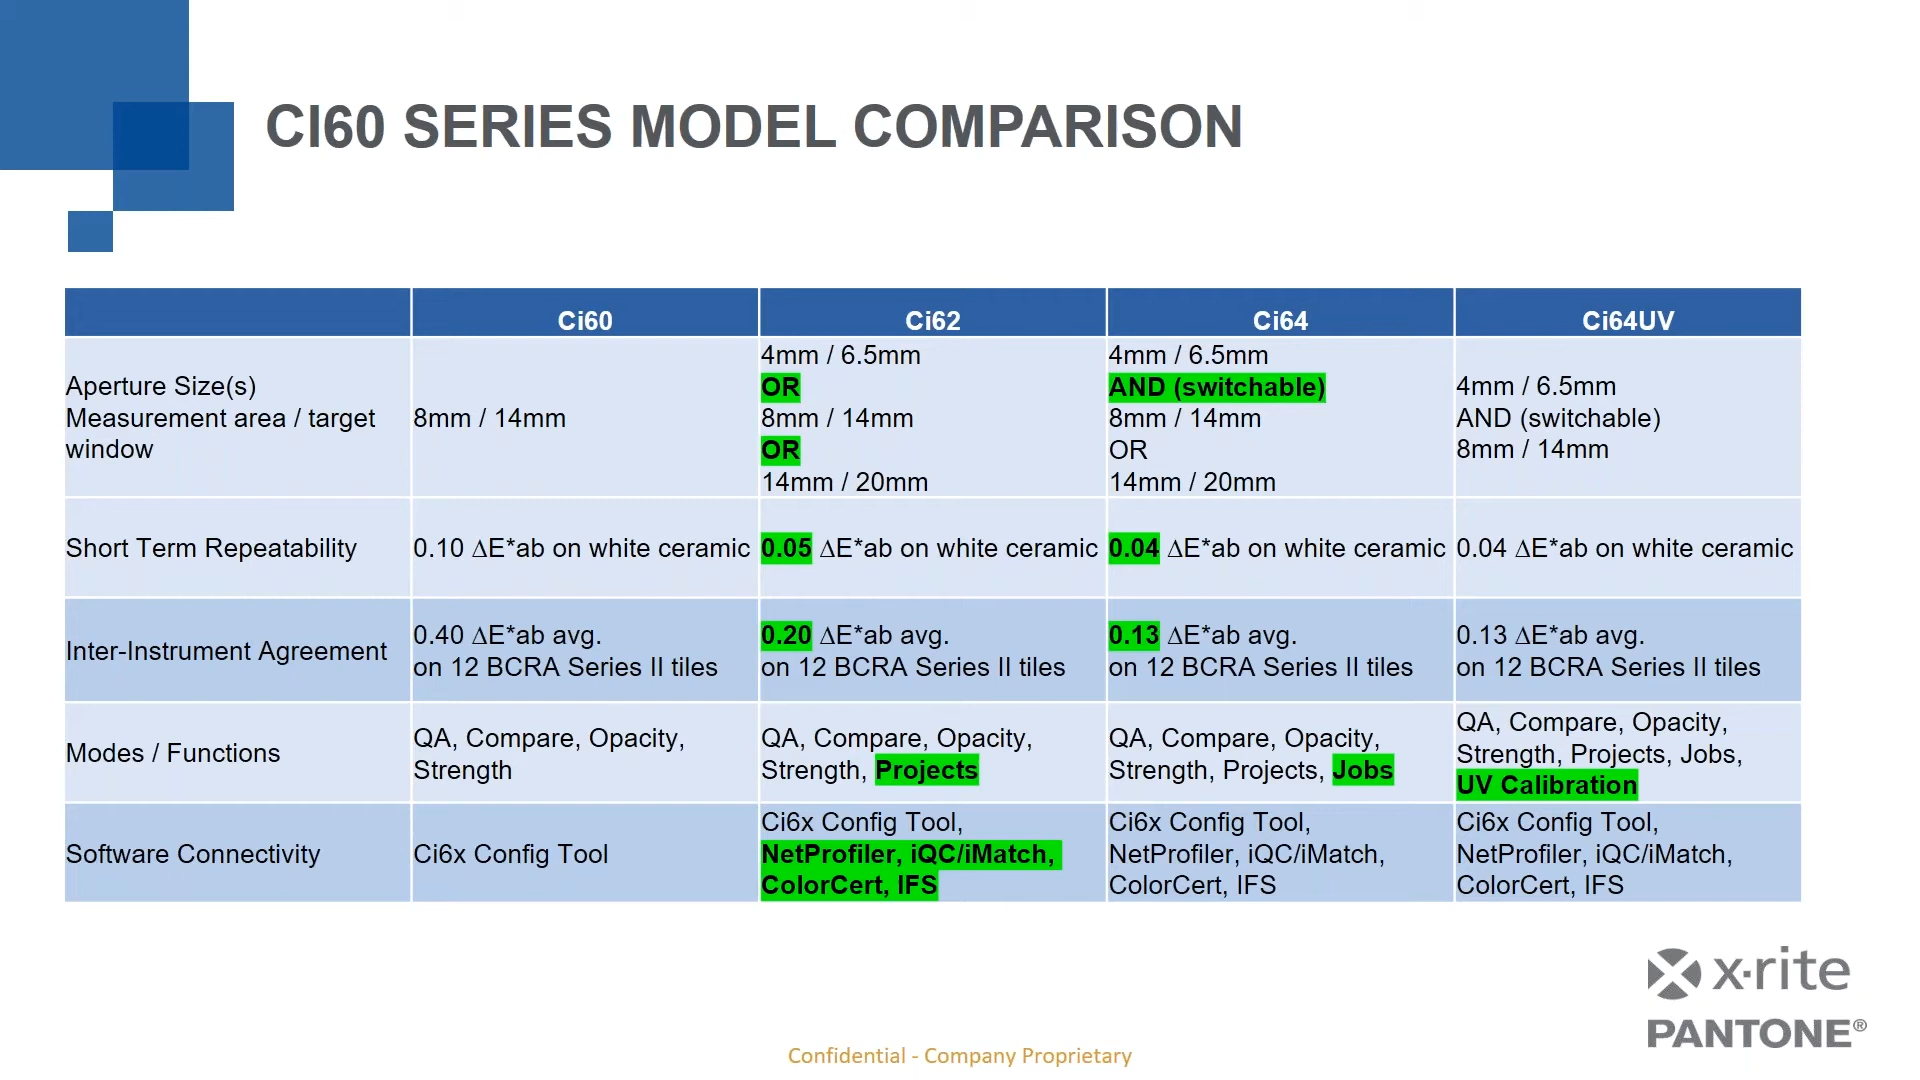 CI60 SERIES MODEL COMPARISON
Ci60
Ci62
Ci64
Ci64UV
Aperture Size(s)
Measurement area / target
window
8mm / 14mm
4mm / 6.5mm
OR
8mm / 14mm
OR
14mm / 20mm
4mm / 6.5mm
AND (switchable)
8mm / 14mm
OR
14mm / 20mm
4mm / 6.5mm
AND (switchable)
8mm / 14mm
Short Term Repeatability
0.10 ΔE*ab on white ceramic
0.05 ΔE*ab on white ceramic
0.04 ΔE*ab on white ceramic
0.04 ΔE*ab on white ceramic
Inter-Instrument Agreement
0.40 ΔE*ab avg.
on 12 BCRA Series II tiles
0.20 ΔE*ab avg.
on 12 BCRA Series II tiles
0.13 ΔE*ab avg.
on 12 BCRA Series II tiles
0.13 ΔE*ab avg.
on 12 BCRA Series II tiles
Modes / Functions
QA, Compare, Opacity,
Strength
QA, Compare, Opacity,
Strength, Projects
QA, Compare, Opacity,
Strength, Projects, Jobs
QA, Compare, Opacity,
Strength, Projects, Jobs,
UV Calibration
Software Connectivity
Ci6x Config Tool
Ci6x Config Tool,
NetProfiler, iQC/iMatch,
ColorCert, IFS
Ci6x Config Tool,
NetProfiler, iQC/iMatch,
ColorCert, IFS
Ci6x Config Tool,
NetProfiler, iQC/iMatch,
ColorCert, IFS
x·rite
PANTONE®
Confidential - Company Proprietary